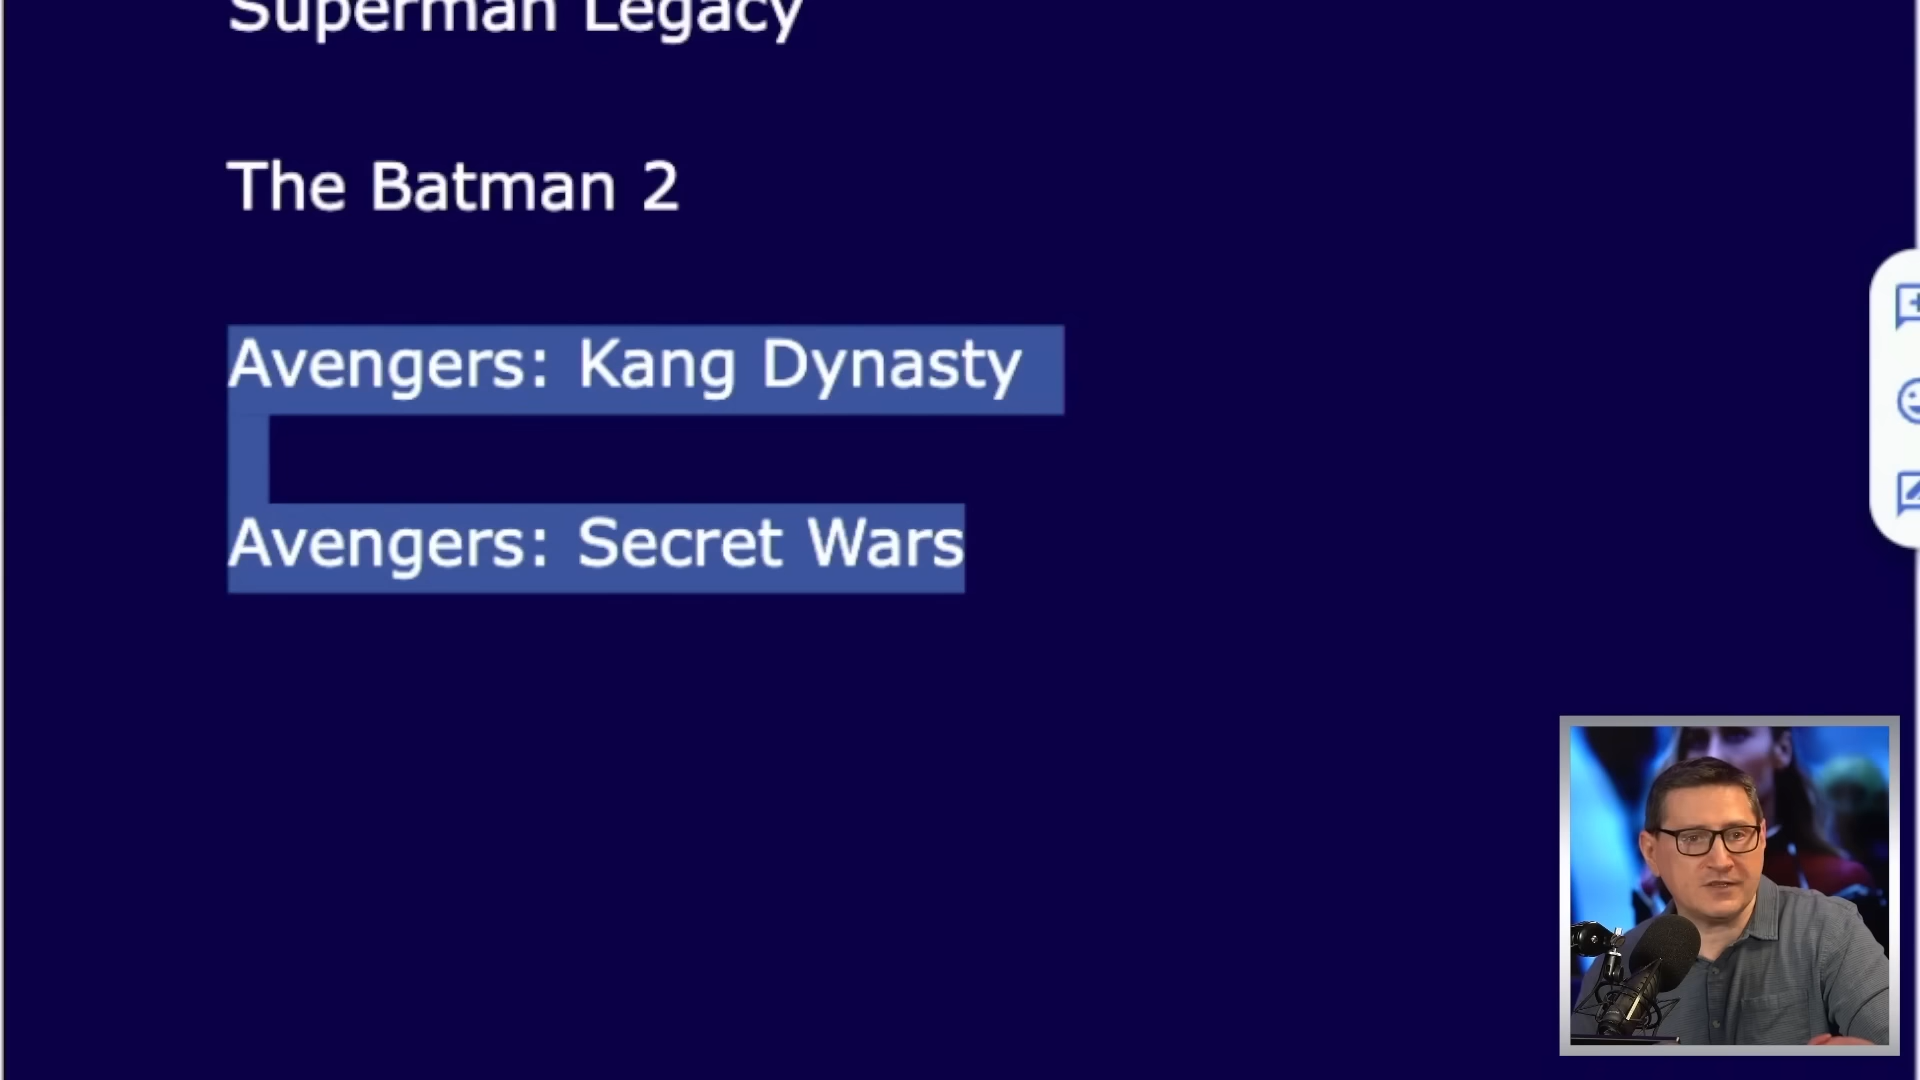 Superman Legacy
The Batman 2
Avengers: Kang Dynasty
Avengers: Secret Wars